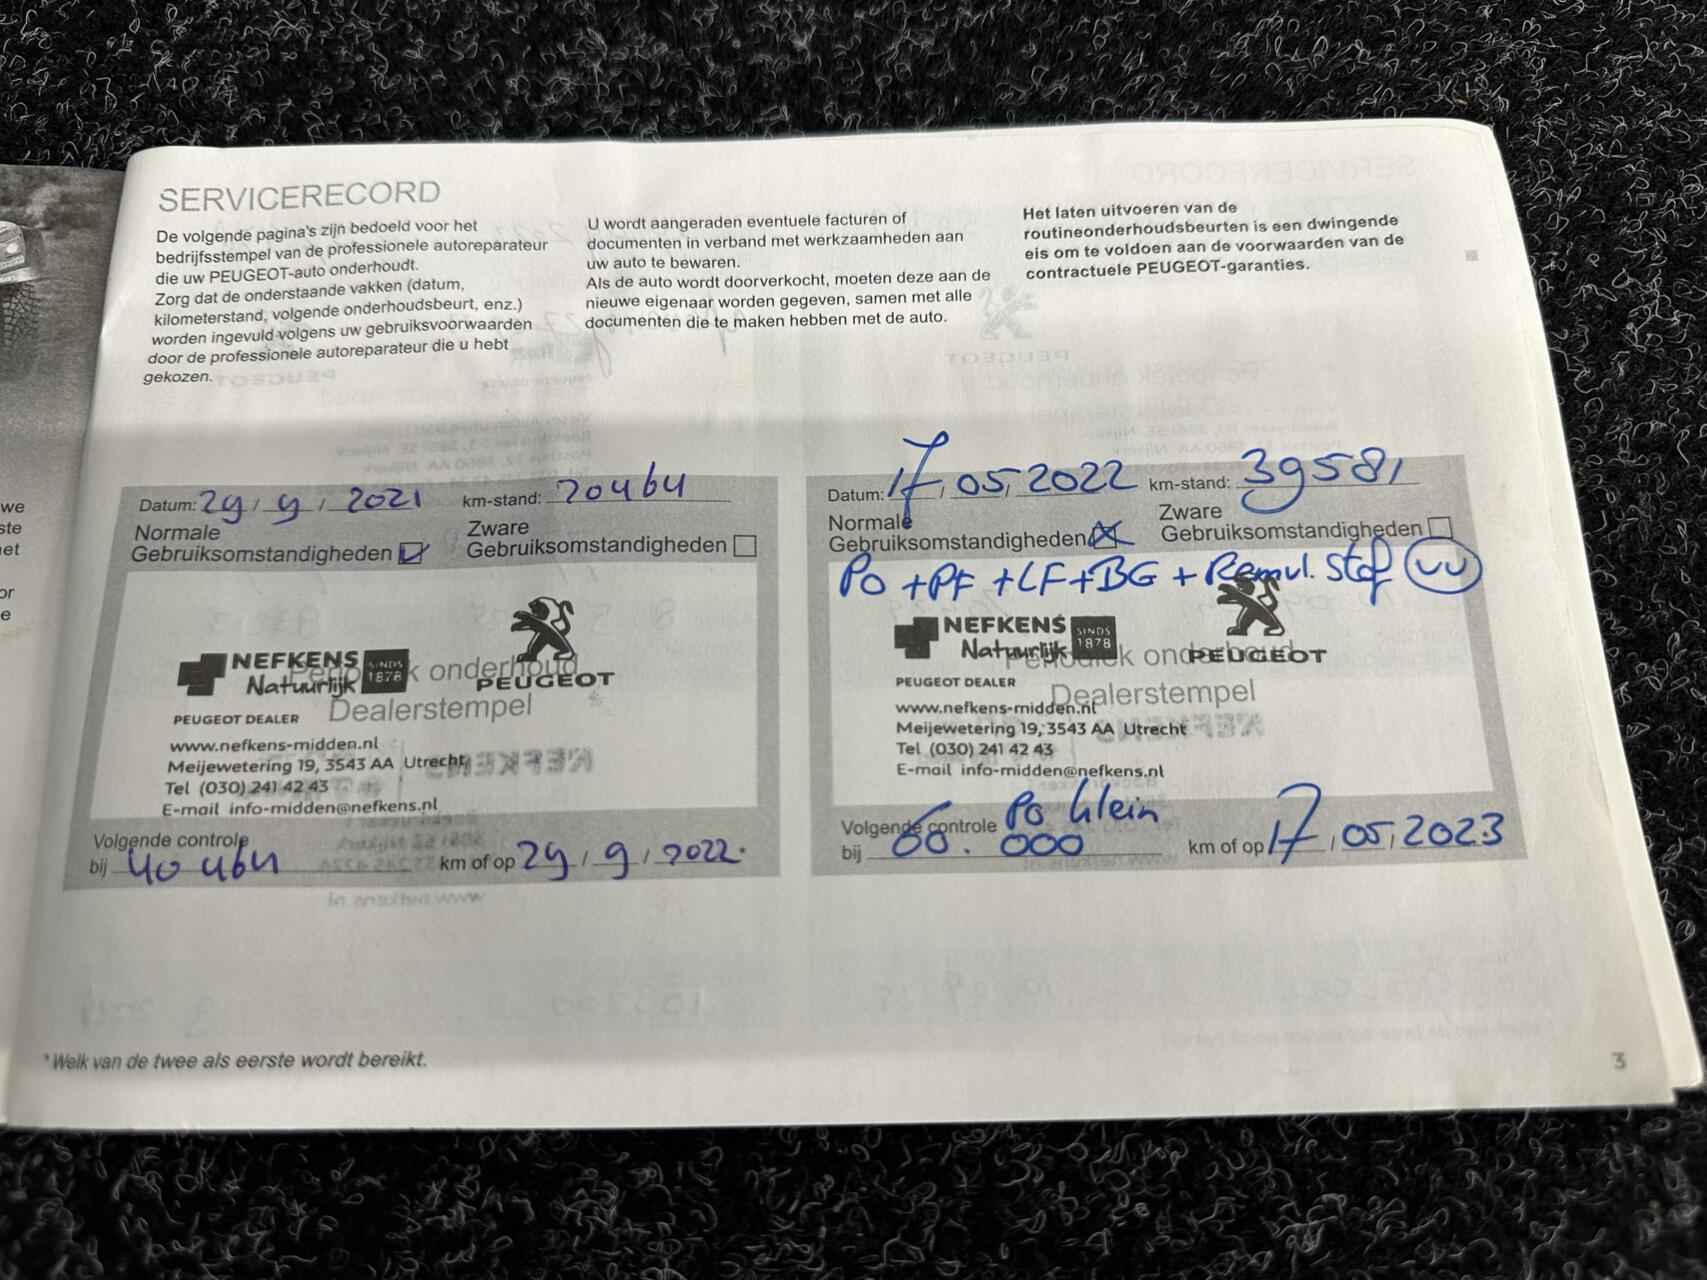 SERVICERECORD
De volgende pagina's zijn bedoeld voor het
bedrijfsstempel van de professionele autoreparateur
die uw PEUGEOT-auto onderhoudt.
Zorg dat de onderstaande vakken (datum,
kilometerstand, volgende onderhoudsbeurt, enz.)
worden ingevuld volgens uw gebruiksvoorwaarden
door de professionele autoreparateur die u hebt
gekozen.
U wordt aangeraden eventuele facturen of
documenten in verband met werkzaamheden aan
uw auto te bewaren.
Als de auto wordt doorverkocht, moeten deze aan de
nieuwe eigenaar worden gegeven, samen met alle
documenten die te maken hebben met de auto.
Het laten uitvoeren van de
routineonderhoudsbeurten is een dwingende
eis om te voldoen aan de voorwaarden van de
contractuele PEUGEOT-garanties.
Datum: 29 / 9 / 2021 km-stand: 20464
Normale
Gebruiksomstandigheden
Zware
Gebruiksomstandigheden
NEFKENS
Natuurlijk
SINDS
1878
PEUGEOT
Periodiek onderhoud
Dealerstempel
PEUGEOT DEALER
www.nefkens-midden.nl
Meijewetering 19, 3543 AA Utrecht
Tel (030) 241 42 43
E-mail info-midden@nefkens.nl
Volgende controle
bij 40 464 km of op 29 / 9 / 2022*
Datum: 17 / 05 / 2022 km-stand: 39581
Normale
Gebruiksomstandigheden
Zware
Gebruiksomstandigheden
PO + PF + LF + BG + Remvl. stof VV
NEFKENS
Natuurlijk
SINDS
1878
PEUGEOT
Periodiek onderhoud
Dealerstempel
PEUGEOT DEALER
www.nefkens-midden.nl
Meijewetering 19, 3543 AA Utrecht
Tel (030) 241 42 43
E-mail info-midden@nefkens.nl
Volgende controle PO klein
bij 60.000 km of op 17 / 05 / 2023
* Welk van de twee als eerste wordt bereikt.
3
we
ste
et
or
e